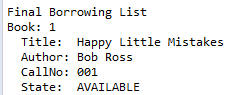 Final Borrowing List
Book: 1
Title:  Happy Little Mistakes
Author: Bob Ross
CallNo: 001
State:  AVAILABLE